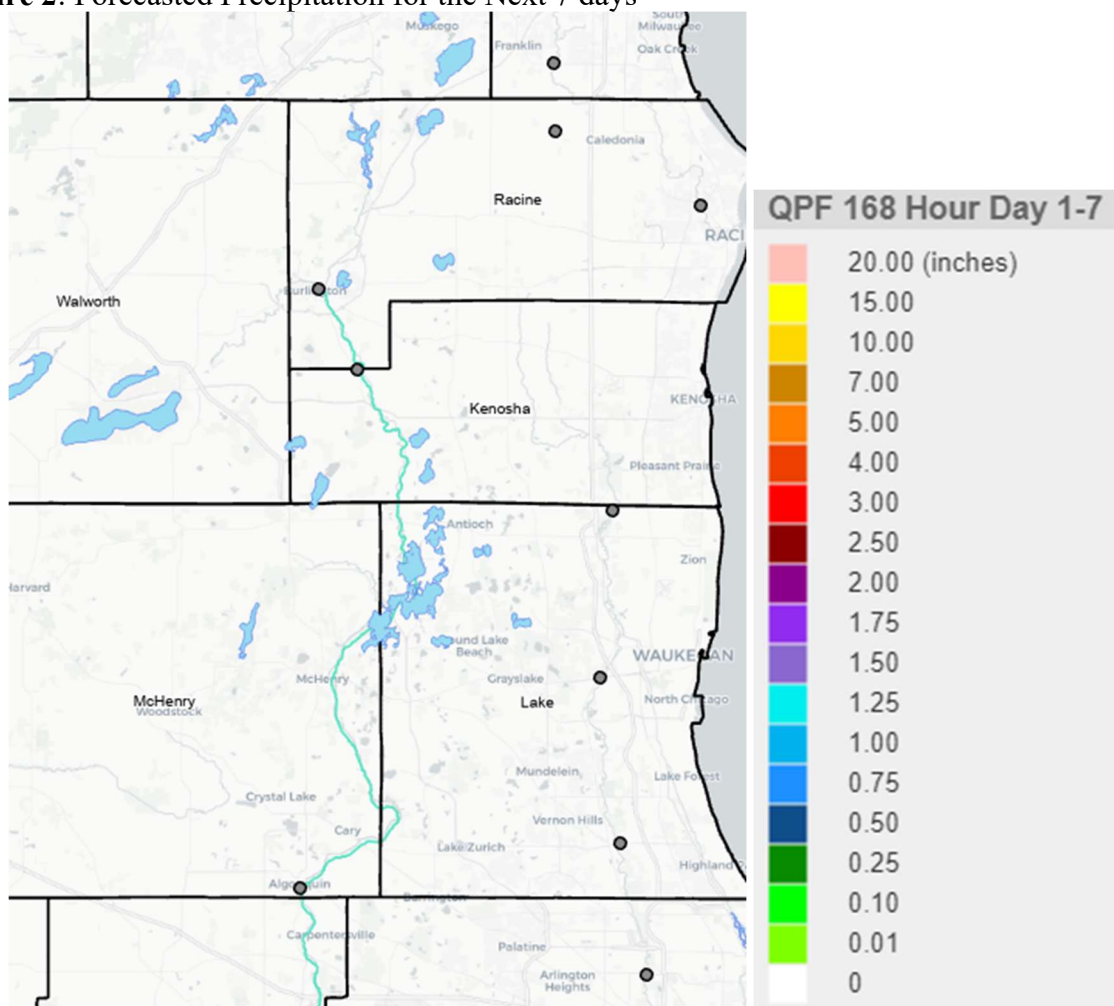 2. Forecasted Precipitation for the Next 7 days
Muskego
South
Milwaukee
Franklin
Oak Creek
Caledonia
Racine
RACI
Burlington
Walworth
Kenosha
KENOSHA
Pleasant Prairie
Antioch
Zion
Harvard
Round Lake
Beach
WAUKEGAN
McHenry
Grayslake
North Chicago
McHenry
Woodstock
Lake
Mundelein
Lake Forest
Crystal Lake
Vernon Hills
Cary
Lake Zurich
Highland P
Algonquin
Barrington
Carpentersville
Palatine
Arlington
Heights
QPF 168 Hour Day 1-7
20.00 (inches)
15.00
10.00
7.00
5.00
4.00
3.00
2.50
2.00
1.75
1.50
1.25
1.00
0.75
0.50
0.25
0.10
0.01
0